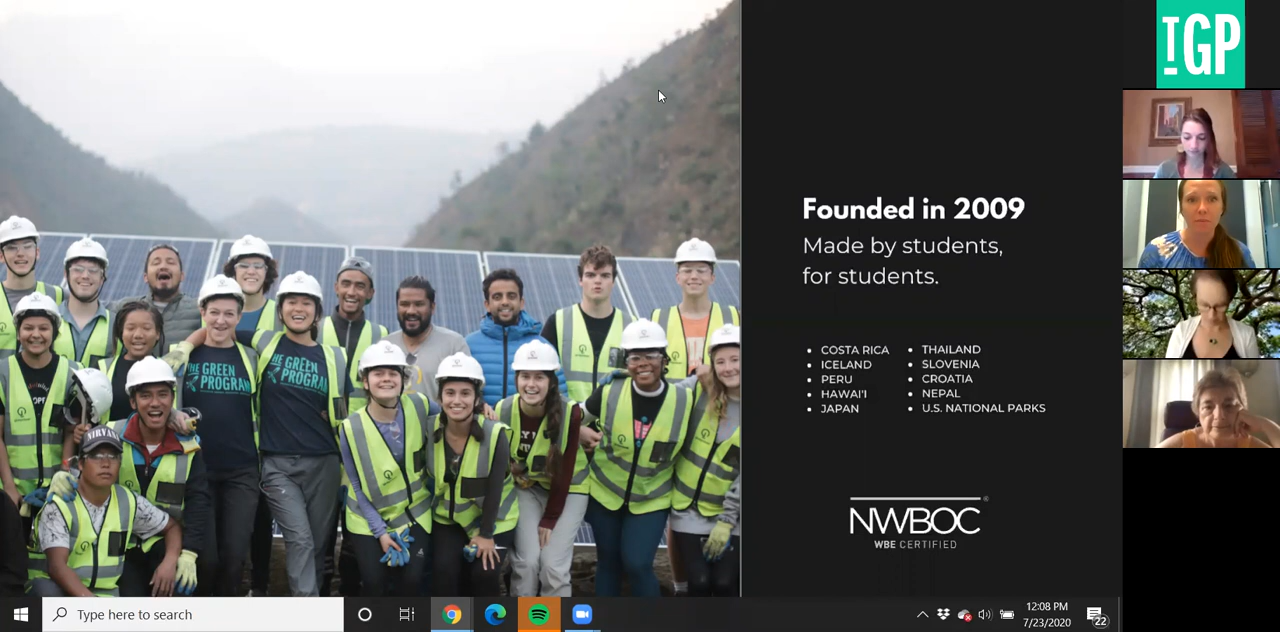 TGP
Founded in 2009
Made by students,
for students.
COSTA RICA
ICELAND
PERU
HAWAI'I
JAPAN
THAILAND
SLOVENIA
CROATIA
NEPAL
U.S. NATIONAL PARKS
NWBOC®
WBE CERTIFIED
THE GREEN
PROGRAM
THE GREEN
PROGRAM
NIRVANA
Type here to search
12:08 PM
7/23/2020
22